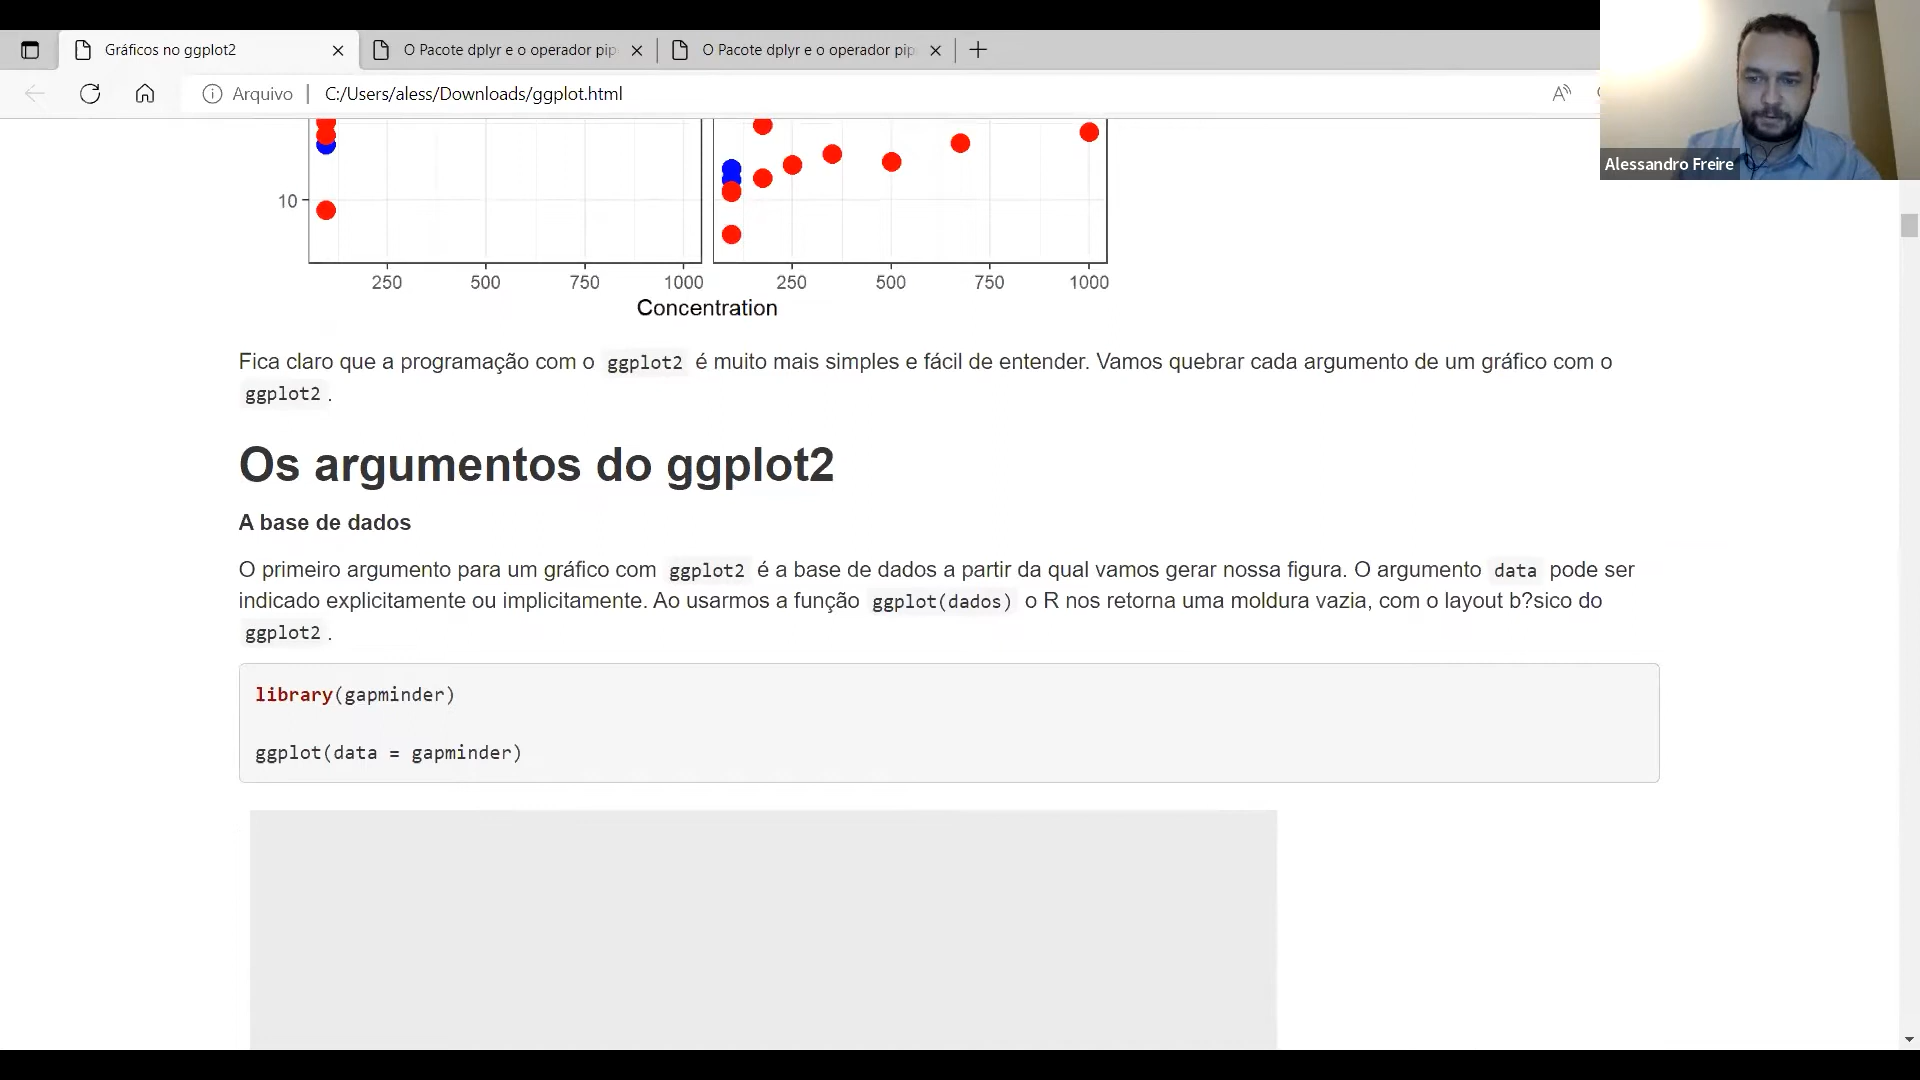 Gráficos no ggplot2
O Pacote dplyr e o operador pip
O Pacote dplyr e o operador pip
Arquivo
C:/Users/aless/Downloads/ggplot.html
Alessandro Freire
10
250 500 750 1000 250 500 750 1000
Concentration
Fica claro que a programação com o ggplot2 é muito mais simples e fácil de entender. Vamos quebrar cada argumento de um gráfico com o
ggplot2 .
Os argumentos do ggplot2
A base de dados
O primeiro argumento para um gráfico com ggplot2 é a base de dados a partir da qual vamos gerar nossa figura. O argumento data pode ser
indicado explicitamente ou implicitamente. Ao usarmos a função ggplot(dados) o R nos retorna uma moldura vazia, com o layout b?sico do
ggplot2 .
library(gapminder)
ggplot(data = gapminder)